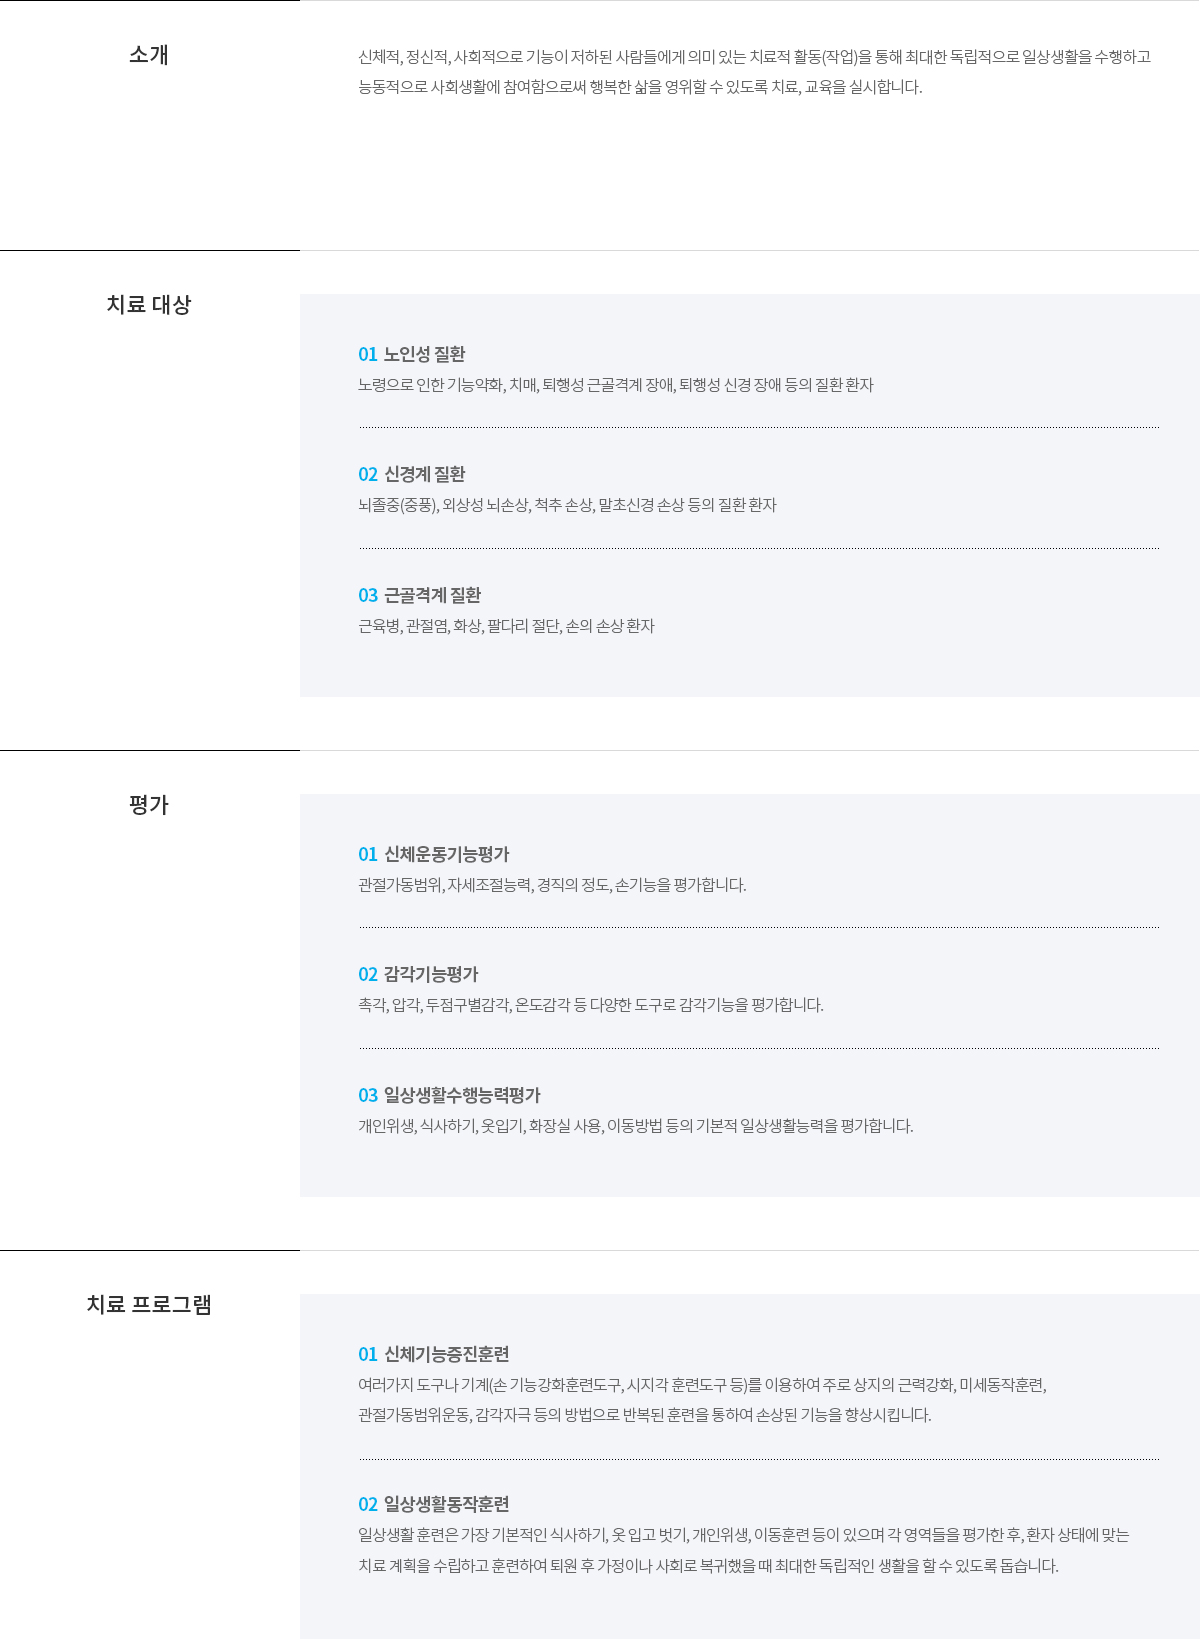 소개
신체적, 정신적, 사회적으로 기능이 저하된 사람들에게 의미 있는 치료적 활동(작업)을 통해 최대한 독립적으로 일상생활을 수행하고
능동적으로 사회생활에 참여함으로써 행복한 삶을 영위할 수 있도록 치료, 교육을 실시합니다.
치료 대상
01 노인성 질환
노령으로 인한 기능약화, 치매, 퇴행성 근골격계 장애, 퇴행성 신경 장애 등의 질환 환자
02 신경계 질환
뇌졸중(중풍), 외상성 뇌손상, 척추 손상, 말초신경 손상 등의 질환 환자
03 근골격계 질환
근육병, 관절염, 화상, 팔다리 절단, 손의 손상 환자
평가
01 신체운동기능평가
관절가동범위, 자세조절능력, 경직의 정도, 손기능을 평가합니다.
02 감각기능평가
촉각, 압각, 두점구별감각, 온도감각 등 다양한 도구로 감각기능을 평가합니다.
03 일상생활수행능력평가
개인위생, 식사하기, 옷입기, 화장실 사용, 이동방법 등의 기본적 일상생활능력을 평가합니다.
치료 프로그램
01 신체기능증진훈련
여러가지 도구나 기계(손 기능강화훈련도구, 시지각 훈련도구 등)를 이용하여 주로 상지의 근력강화, 미세동작훈련,
관절가동범위운동, 감각자극 등의 방법으로 반복된 훈련을 통하여 손상된 기능을 향상시킵니다.
02 일상생활동작훈련
일상생활 훈련은 가장 기본적인 식사하기, 옷 입고 벗기, 개인위생, 이동훈련 등이 있으며 각 영역들을 평가한 후, 환자 상태에 맞는
치료 계획을 수립하고 훈련하여 퇴원 후 가정이나 사회로 복귀했을 때 최대한 독립적인 생활을 할 수 있도록 돕습니다.